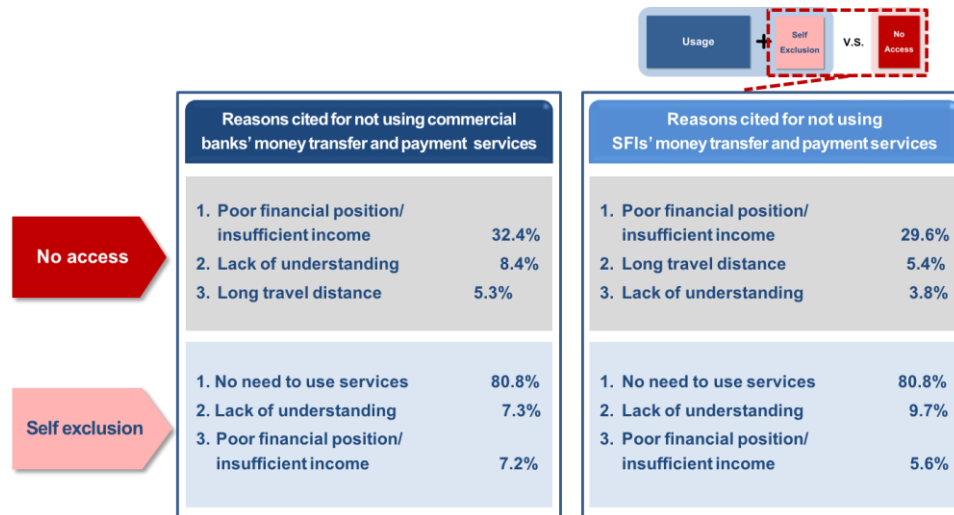 Usage
+
Self
Exclusion
V.S.
No
Access
Reasons cited for not using commercial
banks' money transfer and payment services
Reasons cited for not using
SFIs' money transfer and payment services
No access
1. Poor financial position/
insufficient income 32.4%
2. Lack of understanding 8.4%
3. Long travel distance 5.3%
1. Poor financial position/
insufficient income 29.6%
2. Long travel distance 5.4%
3. Lack of understanding 3.8%
Self exclusion
1. No need to use services 80.8%
2. Lack of understanding 7.3%
3. Poor financial position/
insufficient income 7.2%
1. No need to use services 80.8%
2. Lack of understanding 9.7%
3. Poor financial position/
insufficient income 5.6%